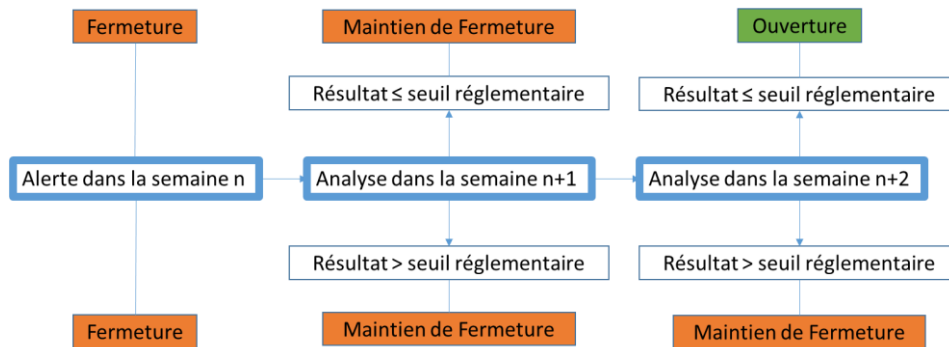 Fermeture
Maintien de Fermeture
Ouverture
Résultat ≤ seuil réglementaire
Résultat ≤ seuil réglementaire
Alerte dans la semaine n
Analyse dans la semaine n+1
Analyse dans la semaine n+2
Résultat > seuil réglementaire
Résultat > seuil réglementaire
Fermeture
Maintien de Fermeture
Maintien de Fermeture